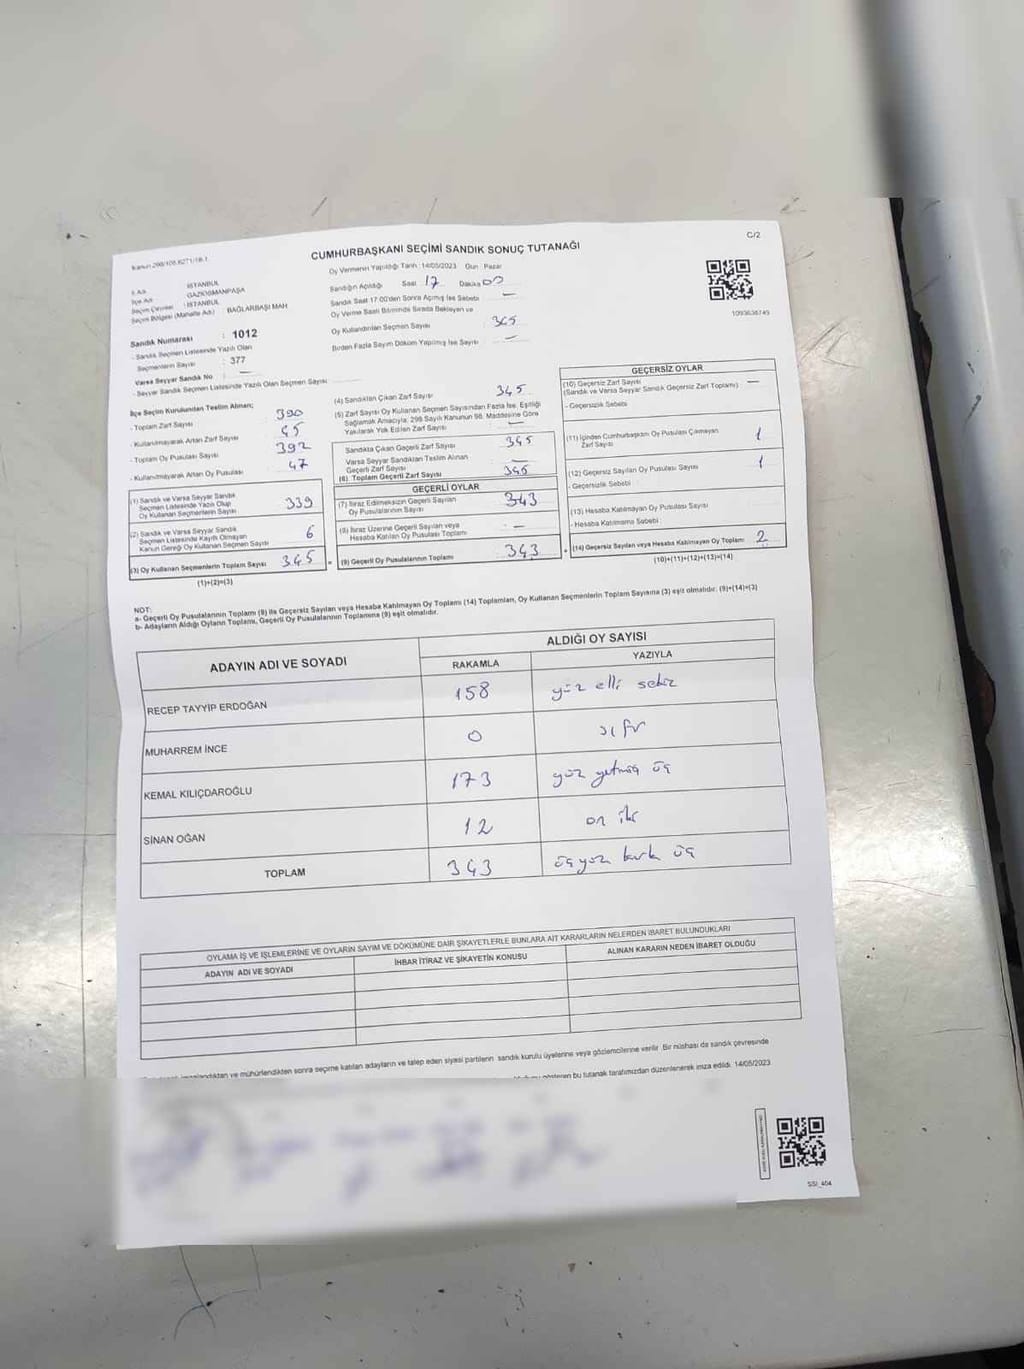 C/2
Kanun 298/105,6271/18-1
CUMHURBAŞKANI SEÇİMİ SANDIK SONUÇ TUTANAĞI
Oy Vermenin Yapıldığı Tarih : 14/05/2023 Gün : Pazar
İl Adı : İSTANBUL
İlçe Adı : GAZİOSMANPAŞA
Seçim Çevresi : İSTANBUL
Seçim Bölgesi (Mahalle Adı) : BAĞLARBAŞI MAH
Sandık Numarası : 1012
- Sandık Seçmen Listesinde Yazılı Olan
Seçmenlerin Sayısı : 377
Varsa Seyyar Sandık No : —
- Seyyar Sandık Seçmen Listesinde Yazılı Olan Seçmen Sayısı
Sandığın Açıldığı Saat 17 Dakika 00
Sandık Saat 17:00'den Sonra Açılmış İse Sebebi —
Oy Verme Saati Bitiminde Sırada Bekleyen ve
Oy Kullandırılan Seçmen Sayısı 345
Birden Fazla Sayım Döküm Yapılmış İse Sayısı —
1093638745
İlçe Seçim Kurulundan Teslim Alınan;
- Toplam Zarf Sayısı 390
- Kullanılmayarak Artan Zarf Sayısı 45
- Toplam Oy Pusulası Sayısı 392
- Kullanılmayarak Artan Oy Pusulası 47
(1) Sandık ve Varsa Seyyar Sandık
Seçmen Listesinde Yazılı Olup
Oy Kullanan Seçmenlerin Sayısı 339
(2) Sandık ve Varsa Seyyar Sandık
Seçmen Listesinde Kayıtlı Olmayan
Kanun Gereği Oy Kullanan Seçmen Sayısı 6
(3) Oy Kullanan Seçmenlerin Toplam Sayısı 345
(1)+(2)=(3)
(4) Sandıktan Çıkan Zarf Sayısı 345
(5) Zarf Sayısı Oy Kullanan Seçmen Sayısından Fazla İse, Eşitliği
Sağlamak Amacıyla; 298 Sayılı Kanunun 98. Maddesine Göre
Yakılarak Yok Edilen Zarf Sayısı —
Sandıkta Çıkan Geçerli Zarf Sayısı 345
Varsa Seyyar Sandıktan Teslim Alınan
Geçerli Zarf Sayısı —
(6) Toplam Geçerli Zarf Sayısı 345
GEÇERLİ OYLAR
(7) İtiraz Edilmeksizin Geçerli Sayılan
Oy Pusulalarının Sayısı 343
(8) İtiraz Üzerine Geçerli Sayılan veya
Hesaba Katılan Oy Pusulası Toplamı —
(9) Geçerli Oy Pusulalarının Toplamı 343
GEÇERSİZ OYLAR
(10) Geçersiz Zarf Sayısı —
(Sandık ve Varsa Seyyar Sandık Geçersiz Zarf Toplamı)
- Geçersizlik Sebebi
(11) İçinden Cumhurbaşkanı Oy Pusulası Çıkmayan
Zarf Sayısı 1
(12) Geçersiz Sayılan Oy Pusulası Sayısı 1
- Geçersizlik Sebebi
(13) Hesaba Katılmayan Oy Pusulası Sayısı
- Hesaba Katılmama Sebebi
(14) Geçersiz Sayılan veya Hesaba Katılmayan Oy Toplamı 2
(10)+(11)+(12)+(13)=(14)
NOT:
a- Geçerli Oy Pusulalarının Toplamı (9) ile Geçersiz Sayılan veya Hesaba Katılmayan Oy Toplamı (14) Toplamları, Oy Kullanan Seçmenlerin Toplam Sayısına (3) eşit olmalıdır. (9)+(14)=(3)
b- Adayların Aldığı Oyların Toplamı, Geçerli Oy Pusulalarının Toplamına (9) eşit olmalıdır.
ADAYIN ADI VE SOYADI
ALDIĞI OY SAYISI
RAKAMLA YAZIYLA
RECEP TAYYİP ERDOĞAN 158 yüz elli sekiz
MUHARREM İNCE 0 sıfır
KEMAL KILIÇDAROĞLU 173 yüz yetmiş üç
SİNAN OĞAN 12 on iki
TOPLAM 343 üç yüz kırk üç
OYLAMA İŞ VE İŞLEMLERİNE VE OYLARIN SAYIM VE DÖKÜMÜNE DAİR ŞİKAYETLERLE BUNLARA AİT KARARLARIN NELERDEN İBARET BULUNDUKLARI
ADAYIN ADI VE SOYADI İHBAR İTİRAZ VE ŞİKAYETİN KONUSU ALINAN KARARIN NEDEN İBARET OLDUĞU
imzalandıktan ve mühürlendikten sonra seçime katılan adayların ve talep eden siyasi partilerin sandık kurulu üyelerine veya gözlemcilerine verilir. Bir nüshası da sandık çevresinde
gösteren bu tutanak tarafımızdan düzenlenerek imza edildi. 14/05/2023
SSI_404